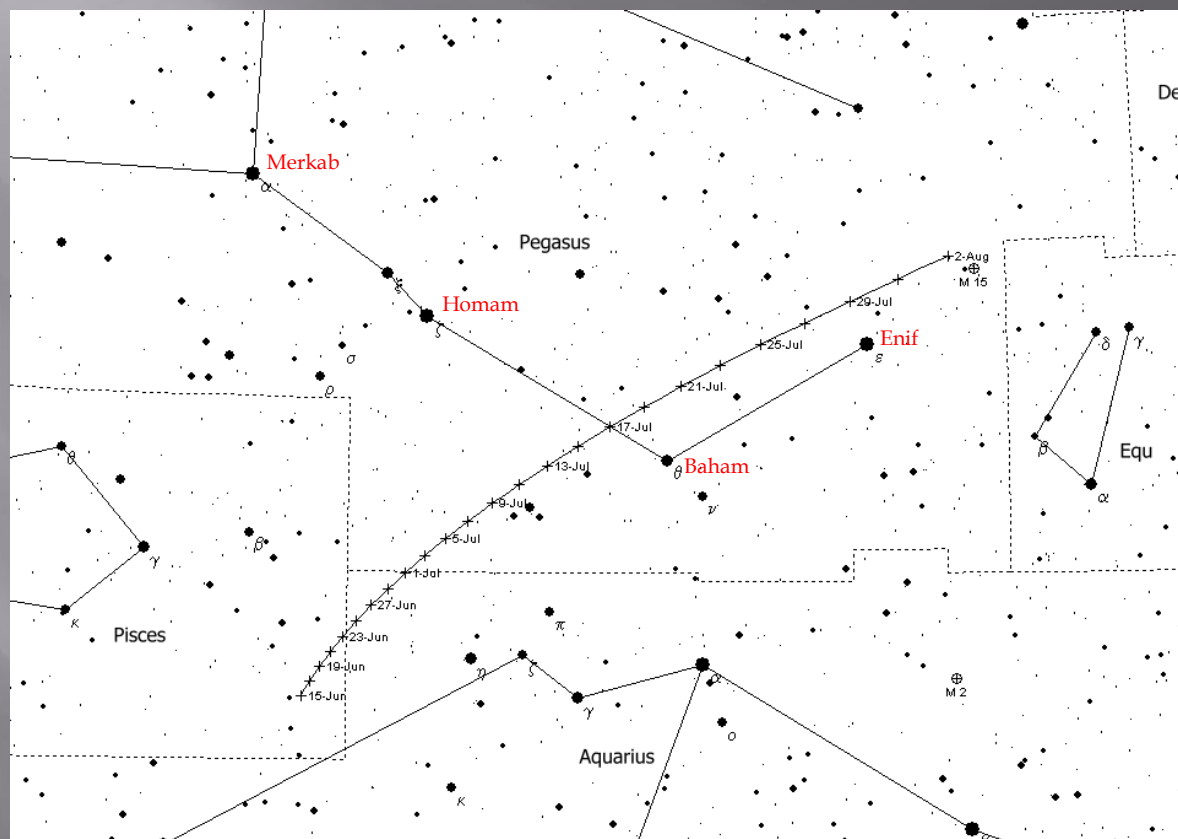 De
Merkab
α
Pegasus
2-Aug
M 15
ξ
Homam
29-Jul
ζ
Enif
δ
γ
σ
25-Jul
ε
ρ
21-Jul
17-Jul
β
Equ
θ
13-Jul
Baham
θ
α
9-Jul
ν
β
5-Jul
γ
1-Jul
27-Jun
κ
Pisces
23-Jun
π
19-Jun
η
ζ
α
15-Jun
M 2
γ
ο
Aquarius
κ